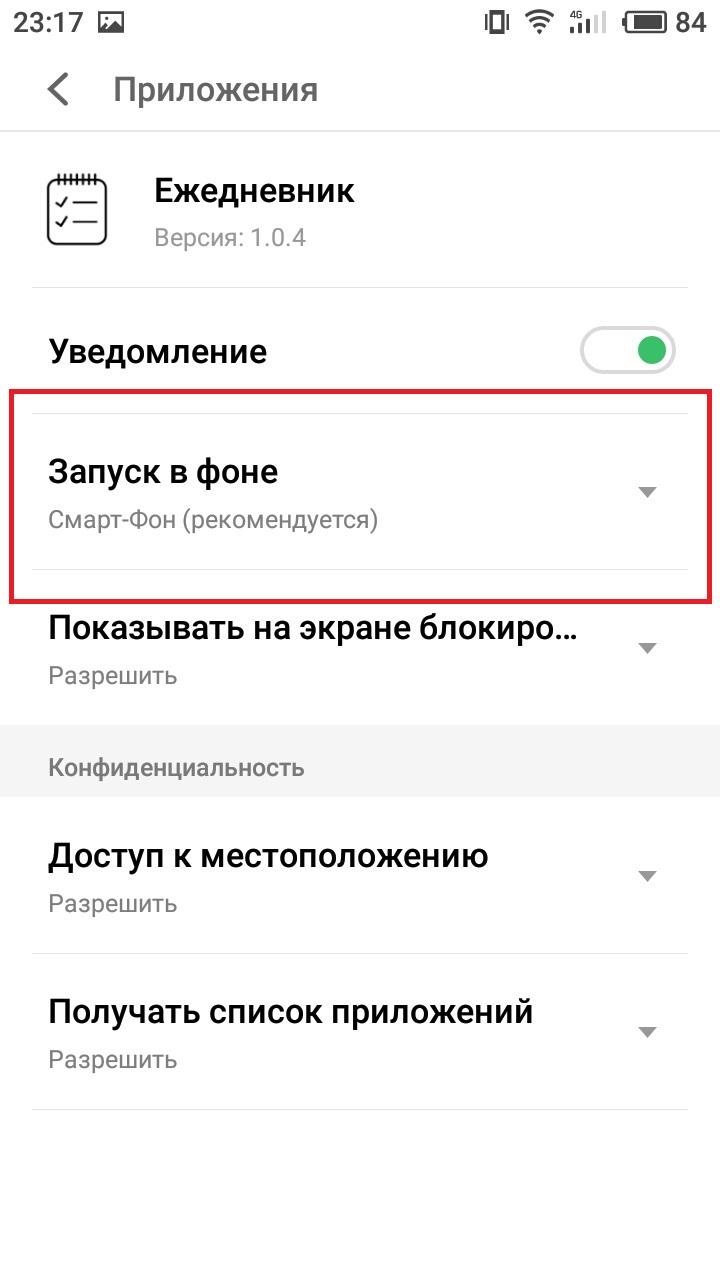 23:17 4G 84
Приложения
Ежедневник
Версия: 1.0.4
Уведомление
Запуск в фоне
Смарт-Фон (рекомендуется)
Показывать на экране блокиро...
Разрешить
Конфиденциальность
Доступ к местоположению
Разрешить
Получать список приложений
Разрешить